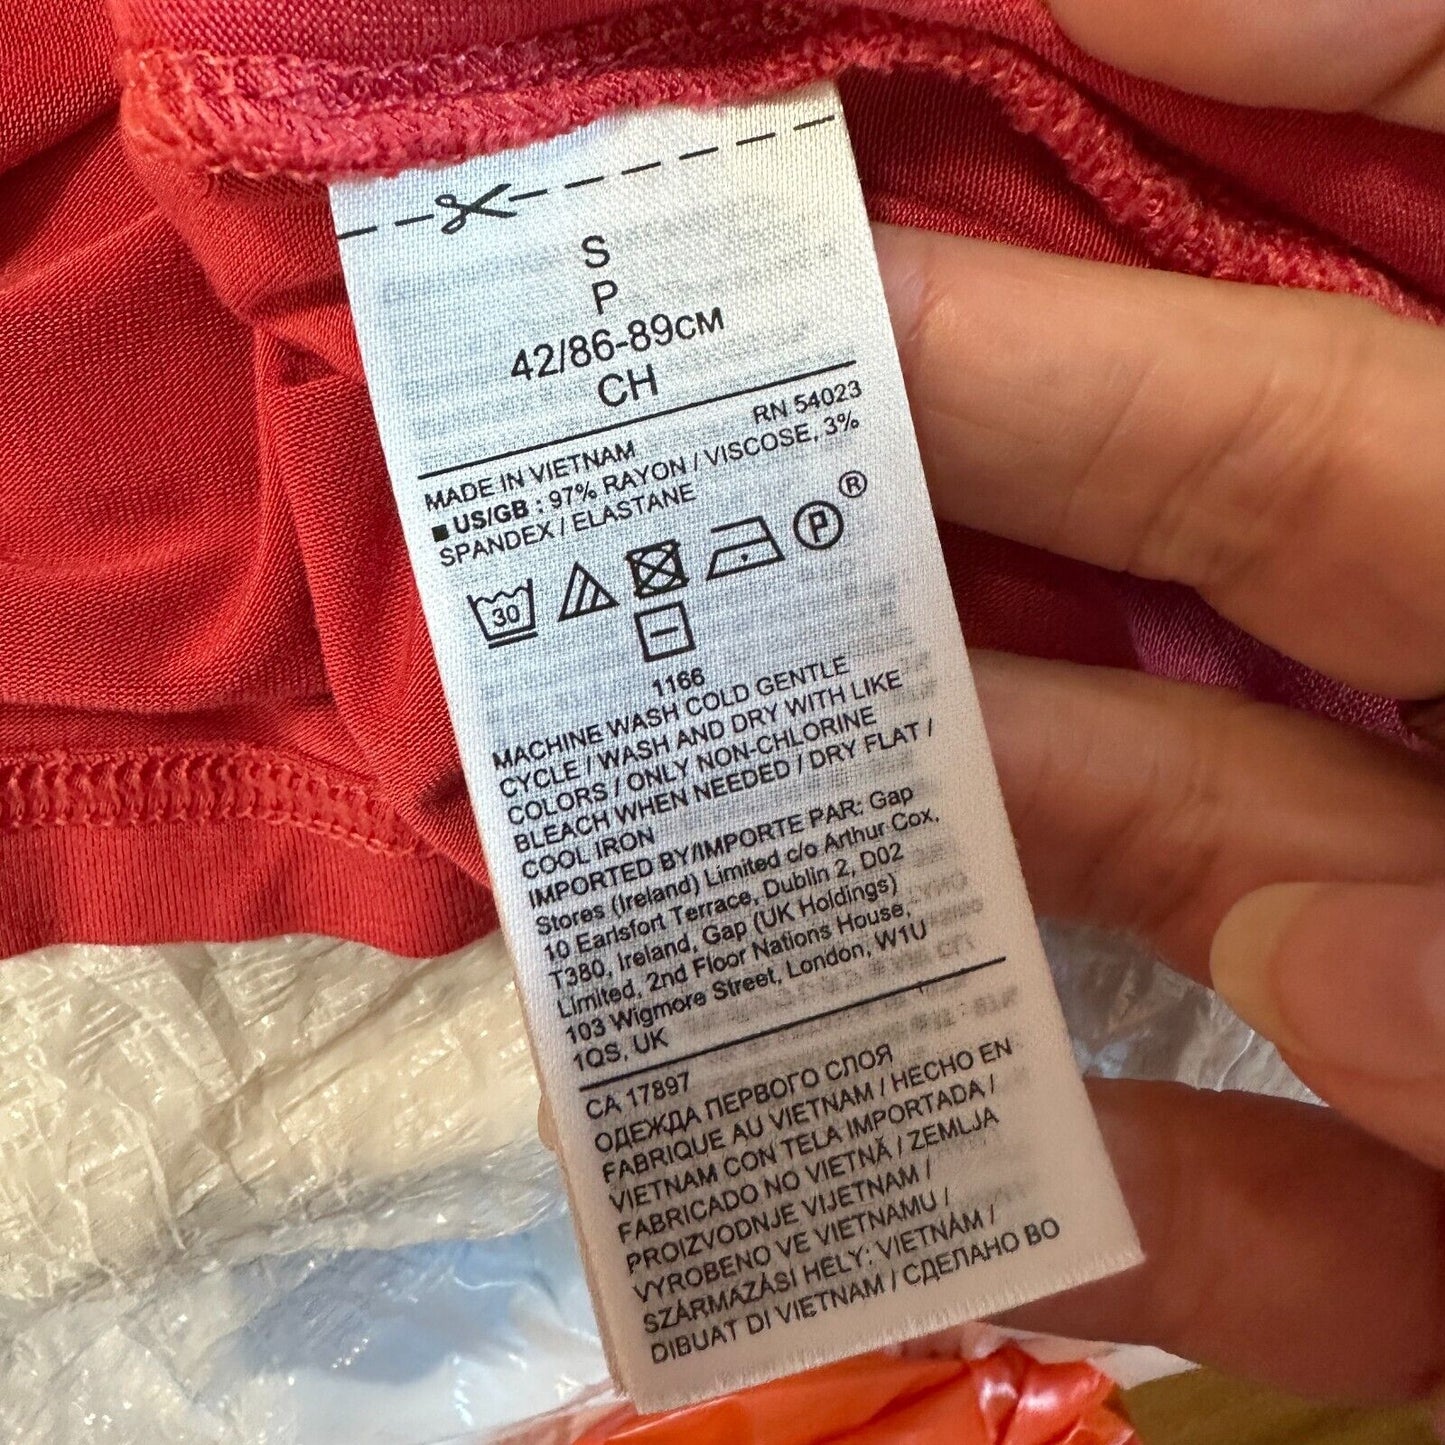 S
P
42/86-89CM
CH
RN 54023
MADE IN VIETNAM
US/GB : 97% RAYON / VISCOSE, 3%
SPANDEX / ELASTANE
30
P
®
1166
MACHINE WASH COLD GENTLE
CYCLE / WASH AND DRY WITH LIKE
COLORS / ONLY NON-CHLORINE
BLEACH WHEN NEEDED / DRY FLAT /
COOL IRON
IMPORTED BY/IMPORTE PAR: Gap
Stores (Ireland) Limited c/o Arthur Cox,
10 Earlsfort Terrace, Dublin 2, D02
T380, Ireland, Gap (UK Holdings)
Limited, 2nd Floor Nations House,
103 Wigmore Street, London, W1U
1QS, UK
CA 17897
ОДЕЖДА ПЕРВОГО СЛОЯ
FABRIQUE AU VIETNAM / HECHO EN
VIETNAM CON TELA IMPORTADA /
FABRICADO NO VIETNÃ / ZEMLJA
PROIZVODNJE VIJETNAM /
VYROBENO VE VIETNAMU /
SZÁRMAZÁSI HELY: VIETNÁM /
DIBUAT DI VIETNAM / СДЕЛАНО ВО